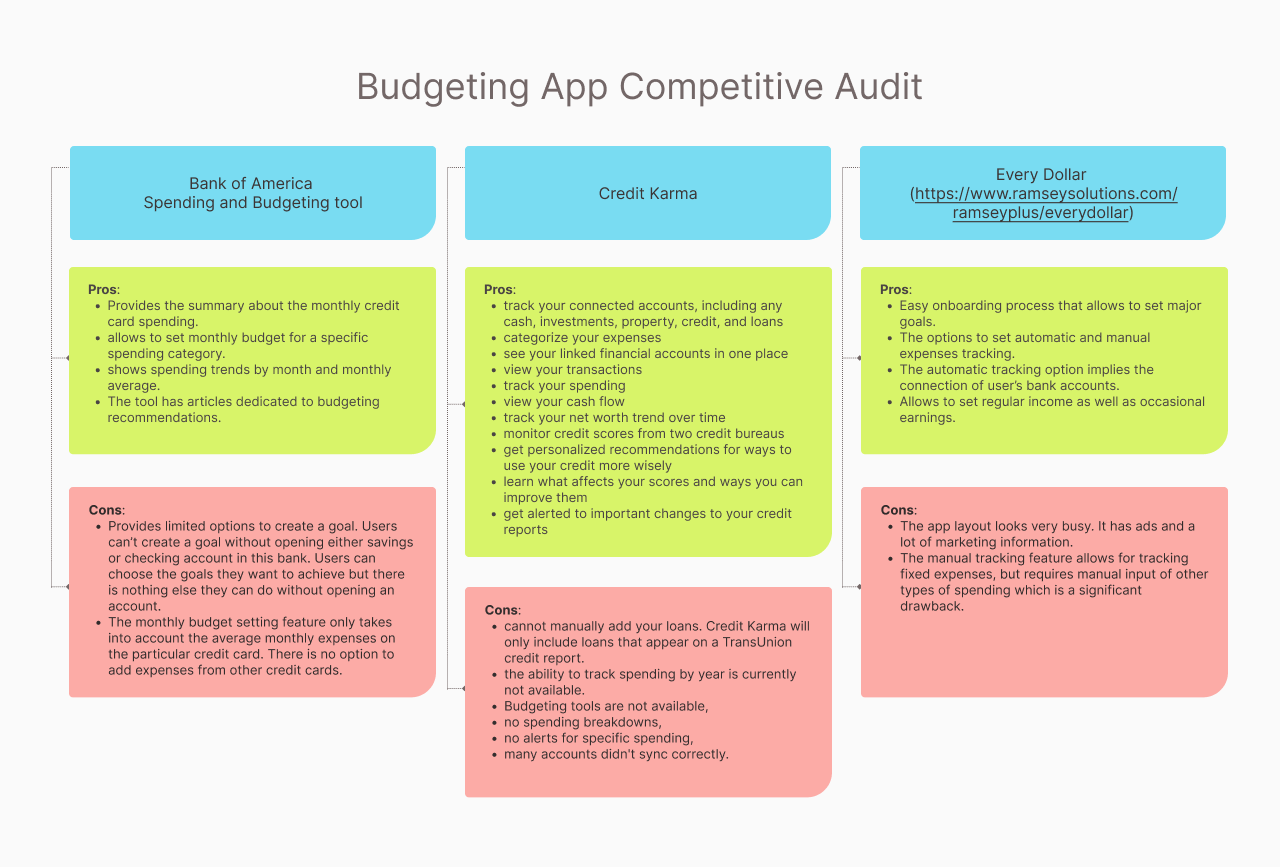 Budgeting App Competitive Audit
Bank of America
Spending and Budgeting tool
Pros:
• Provides the summary about the monthly credit
card spending.
• allows to set monthly budget for a specific
spending category.
• shows spending trends by month and monthly
average.
• The tool has articles dedicated to budgeting
recommendations.
Cons:
• Provides limited options to create a goal. Users
can’t create a goal without opening either savings
or checking account in this bank. Users can
choose the goals they want to achieve but there
is nothing else they can do without opening an
account.
• The monthly budget setting feature only takes
into account the average monthly expenses on
the particular credit card. There is no option to
add expenses from other credit cards.
Credit Karma
Pros:
• track your connected accounts, including any
cash, investments, property, credit, and loans
• categorize your expenses
• see your linked financial accounts in one place
• view your transactions
• track your spending
• view your cash flow
• track your net worth trend over time
• monitor credit scores from two credit bureaus
• get personalized recommendations for ways to
use your credit more wisely
• learn what affects your scores and ways you can
improve them
• get alerted to important changes to your credit
reports
Cons:
• cannot manually add your loans. Credit Karma will
only include loans that appear on a TransUnion
credit report.
• the ability to track spending by year is currently
not available.
• Budgeting tools are not available,
• no spending breakdowns,
• no alerts for specific spending,
• many accounts didn’t sync correctly.
Every Dollar
(https://www.ramseysolutions.com/
ramseyplus/everydollar)
Pros:
• Easy onboarding process that allows to set major
goals.
• The options to set automatic and manual
expenses tracking.
• The automatic tracking option implies the
connection of user’s bank accounts.
• Allows to set regular income as well as occasional
earnings.
Cons:
• The app layout looks very busy. It has ads and a
lot of marketing information.
• The manual tracking feature allows for tracking
fixed expenses, but requires manual input of other
types of spending which is a significant
drawback.